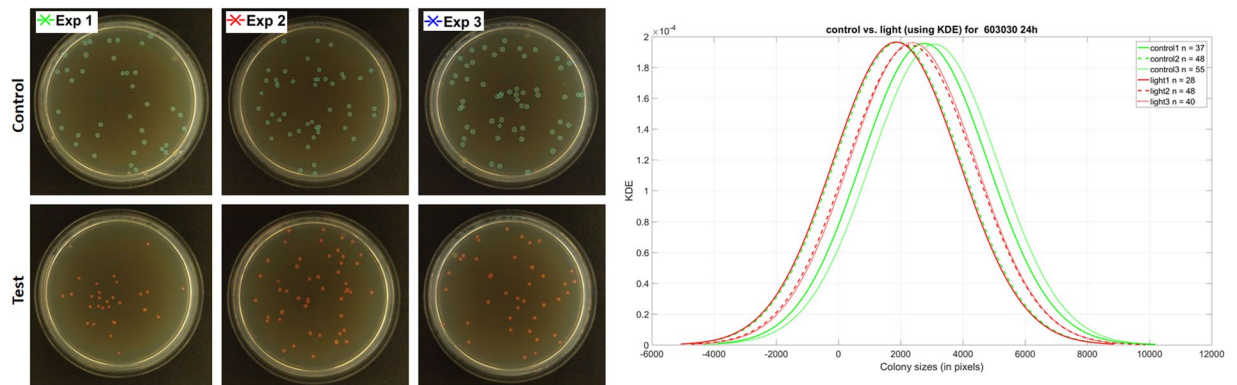 Exp 1
Exp 2
Exp 3
Control
Test
control vs. light (using KDE) for 603030 24h
×10-4
2
1.8
1.6
1.4
1.2
1
0.8
0.6
0.4
0.2
0
KDE
-6000 -4000 -2000 0 2000 4000 6000 8000 10000 12000
Colony sizes (in pixels)
control1 n = 37
control2 n = 48
control3 n = 55
light1 n = 28
light2 n = 48
light3 n = 40